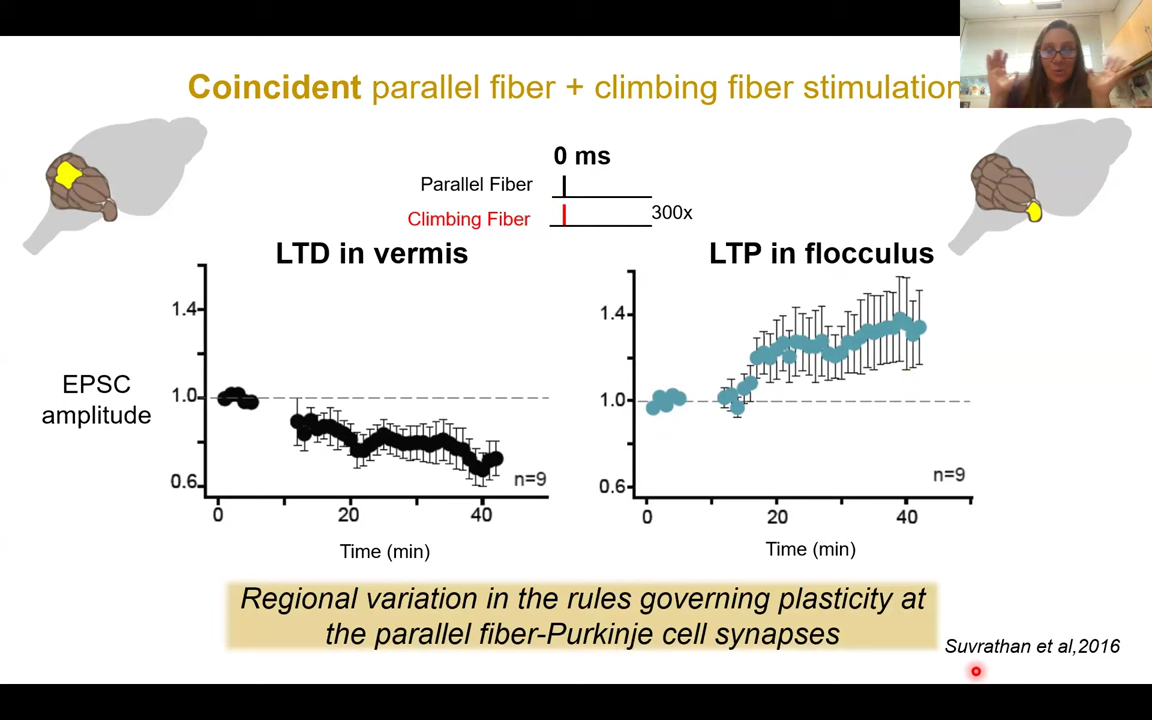 Coincident parallel fiber + climbing fiber stimulation
0 ms
Parallel Fiber
Climbing Fiber
300x
LTD in vermis
LTP in flocculus
EPSC
amplitude
1.4
1.0
0.6
n=9
0
20
40
Time (min)
1.4
1.0
0.6
n=9
0
20
40
Time (min)
Regional variation in the rules governing plasticity at
the parallel fiber-Purkinje cell synapses
Suvrathan et al,2016